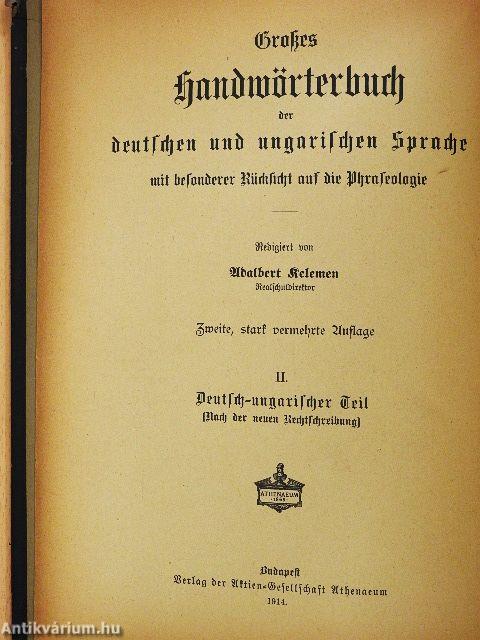 Großes
Handwörterbuch
der
deutschen und ungarischen Sprache
mit besonderer Rücksicht auf die Phraseologie
Redigiert von
Adalbert Kelemen
Realschuldirektor
Zweite, stark vermehrte Auflage
II.
Deutsch-ungarischer Teil
(Nach der neuen Rechtschreibung)
ATHENAEUM
Budapest
Verlag der Aktien-Gesellschaft Athenaeum
1914.
Antikvárium.hu